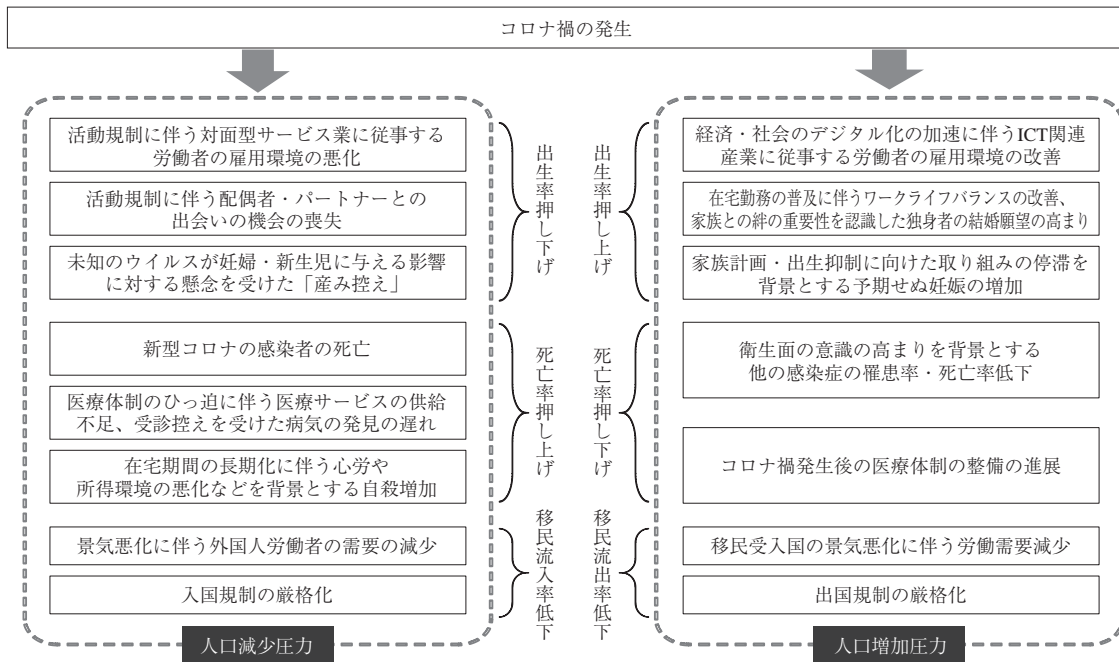 コロナ禍の発生
活動規制に伴う対面型サービス業に従事する
労働者の雇用環境の悪化
活動規制に伴う配偶者・パートナーとの
出会いの機会の喪失
未知のウイルスが妊婦・新生児に与える影響
に対する懸念を受けた「産み控え」
出生率押し下げ
新型コロナの感染者の死亡
医療体制のひっ迫に伴う医療サービスの供給
不足、受診控えを受けた病気の発見の遅れ
在宅期間の長期化に伴う心労や
所得環境の悪化などを背景とする自殺増加
死亡率押し上げ
景気悪化に伴う外国人労働者の需要の減少
入国規制の厳格化
移民流入率低下
人口減少圧力
出生率押し上げ
経済・社会のデジタル化の加速に伴うICT関連
産業に従事する労働者の雇用環境の改善
在宅勤務の普及に伴うワークライフバランスの改善、
家族との絆の重要性を認識した独身者の結婚願望の高まり
家族計画・出生抑制に向けた取り組みの停滞を
背景とする予期せぬ妊娠の増加
死亡率押し下げ
衛生面の意識の高まりを背景とする
他の感染症の罹患率・死亡率低下
コロナ禍発生後の医療体制の整備の進展
移民流出率低下
移民受入国の景気悪化に伴う労働需要減少
出国規制の厳格化
人口増加圧力